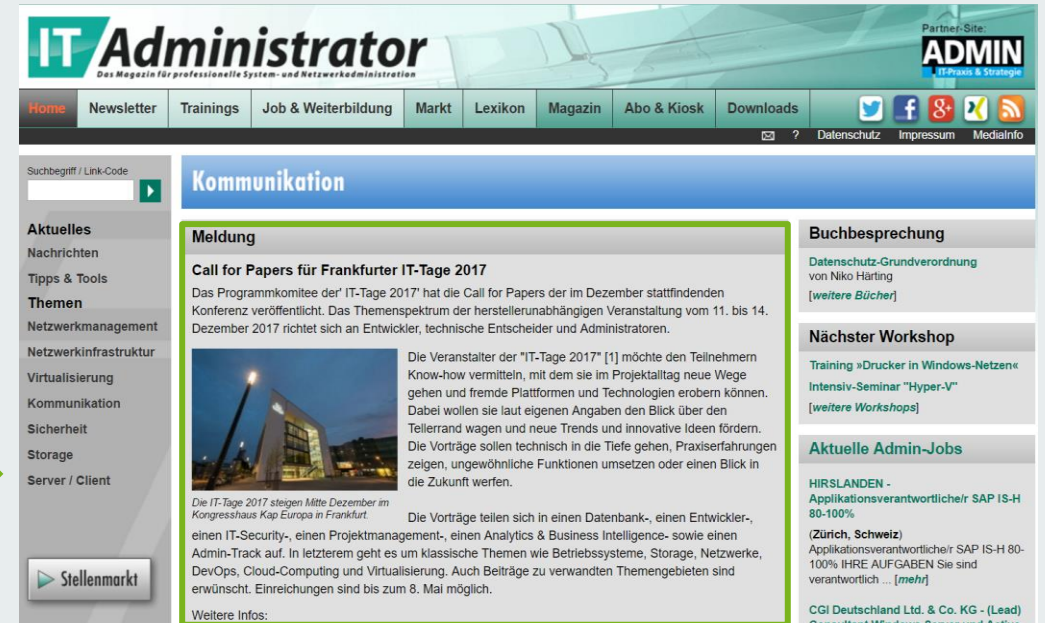 IT Administrator
Das Magazin für professionelle System- und Netzwerkadministration
Partner-Site:
ADMIN
IT-Praxis & Strategie
Home Newsletter Trainings Job & Weiterbildung Markt Lexikon Magazin Abo & Kiosk Downloads
? Datenschutz Impressum MediaInfo
Suchbegriff / Link-Code
Aktuelles
Nachrichten
Tipps & Tools
Themen
Netzwerkmanagement
Netzwerkinfrastruktur
Virtualisierung
Kommunikation
Sicherheit
Storage
Server / Client
Stellenmarkt
Kommunikation
Meldung
Call for Papers für Frankfurter IT-Tage 2017
Das Programmkomitee der' IT-Tage 2017' hat die Call for Papers der im Dezember stattfindenden
Konferenz veröffentlicht. Das Themenspektrum der herstellerunabhängigen Veranstaltung vom 11. bis 14.
Dezember 2017 richtet sich an Entwickler, technische Entscheider und Administratoren.
Die Veranstalter der "IT-Tage 2017" [1] möchte den Teilnehmern
Know-how vermitteln, mit dem sie im Projektalltag neue Wege
gehen und fremde Plattformen und Technologien erobern können.
Dabei wollen sie laut eigenen Angaben den Blick über den
Tellerrand wagen und neue Trends und innovative Ideen fördern.
Die Vorträge sollen technisch in die Tiefe gehen, Praxiserfahrungen
zeigen, ungewöhnliche Funktionen umsetzen oder einen Blick in
die Zukunft werfen.
Die IT-Tage 2017 steigen Mitte Dezember im
Kongresshaus Kap Europa in Frankfurt.
Die Vorträge teilen sich in einen Datenbank-, einen Entwickler-,
einen IT-Security-, einen Projektmanagement-, einen Analytics & Business Intelligence- sowie einen
Admin-Track auf. In letzterem geht es um klassische Themen wie Betriebssysteme, Storage, Netzwerke,
DevOps, Cloud-Computing und Virtualisierung. Auch Beiträge zu verwandten Themengebieten sind
erwünscht. Einreichungen sind bis zum 8. Mai möglich.
Weitere Infos:
Buchbesprechung
Datenschutz-Grundverordnung
von Niko Härting
[weitere Bücher]
Nächster Workshop
Training »Drucker in Windows-Netzen«
Intensiv-Seminar "Hyper-V"
[weitere Workshops]
Aktuelle Admin-Jobs
HIRSLANDEN -
Applikationsverantwortliche/r SAP IS-H
80-100%
(Zürich, Schweiz)
Applikationsverantwortliche/r SAP IS-H 80-
100% IHRE AUFGABEN Sie sind
verantwortlich ... [mehr]
CGI Deutschland Ltd. & Co. KG - (Lead)
Consultant Windows Server und Active